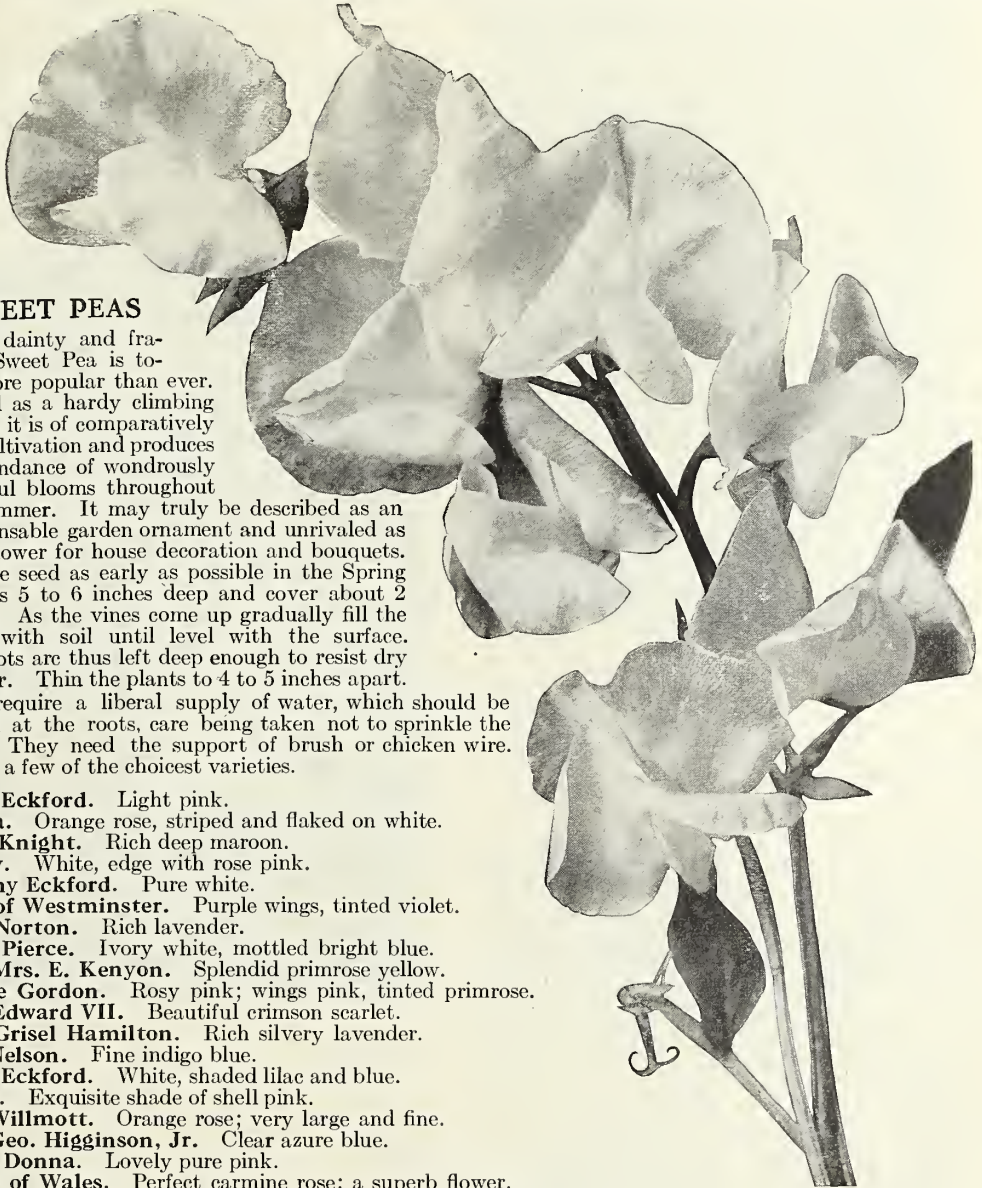 EET PEAS
dainty and fra-
Sweet Pea is to-
ore popular than ever.
as a hardy climbing
it is of comparatively
ltivation and produces
ndance of wondrously
ul blooms throughout
mmer. It may truly be described as an
nsable garden ornament and unrivaled as
ower for house decoration and bouquets.
e seed as early as possible in the Spring
s 5 to 6 inches deep and cover about 2
As the vines come up gradually fill the
with soil until level with the surface.
ots are thus left deep enough to resist dry
r. Thin the plants to 4 to 5 inches apart.
require a liberal supply of water, which should be
at the roots, care being taken not to sprinkle the
They need the support of brush or chicken wire.
a few of the choicest varieties.
Eckford. Light pink.
a. Orange rose, striped and flaked on white.
Knight. Rich deep maroon.
y. White, edge with rose pink.
hy Eckford. Pure white.
of Westminster. Purple wings, tinted violet.
Norton. Rich lavender.
Pierce. Ivory white, mottled bright blue.
Mrs. E. Kenyon. Splendid primrose yellow.
e Gordon. Rosy pink; wings pink, tinted primrose.
Edward VII. Beautiful crimson scarlet.
Grisel Hamilton. Rich silvery lavender.
Nelson. Fine indigo blue.
Eckford. White, shaded lilac and blue.
. Exquisite shade of shell pink.
Willmott. Orange rose; very large and fine.
Geo. Higginson, Jr. Clear azure blue.
Donna. Lovely pure pink.
of Wales. Perfect carmine rose; a superb flower.